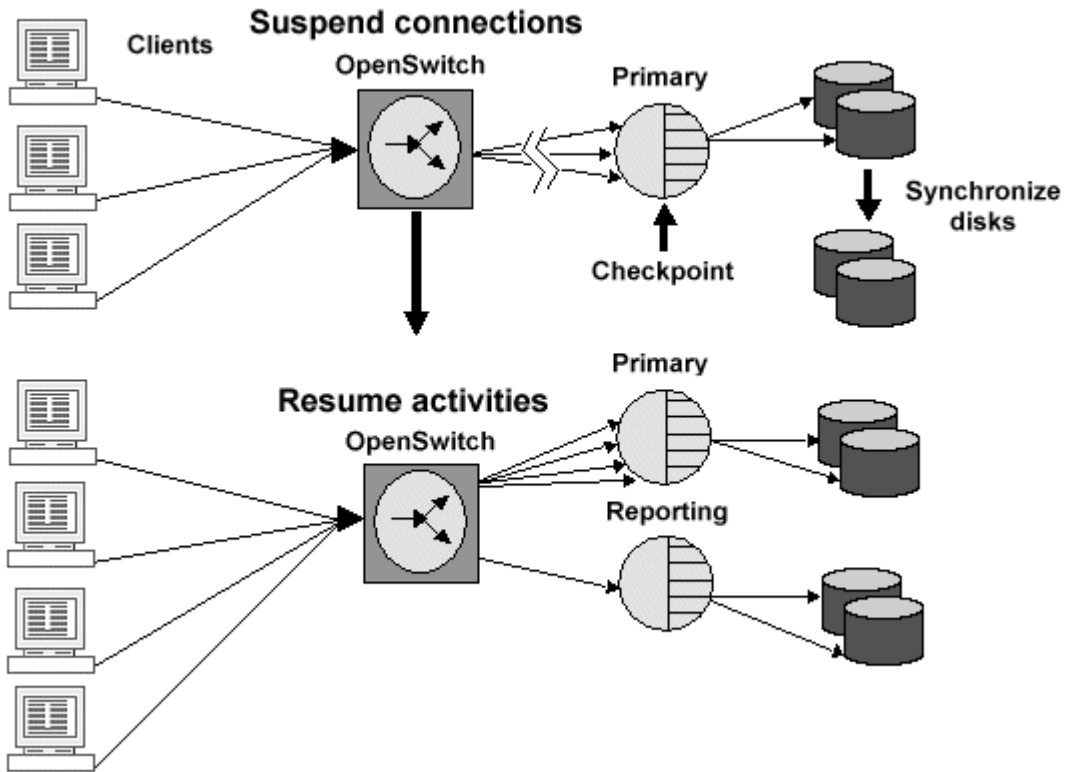 Suspend connections
Clients
OpenSwitch
Primary
Synchronize
disks
Checkpoint
Primary
Resume activities
OpenSwitch
Reporting